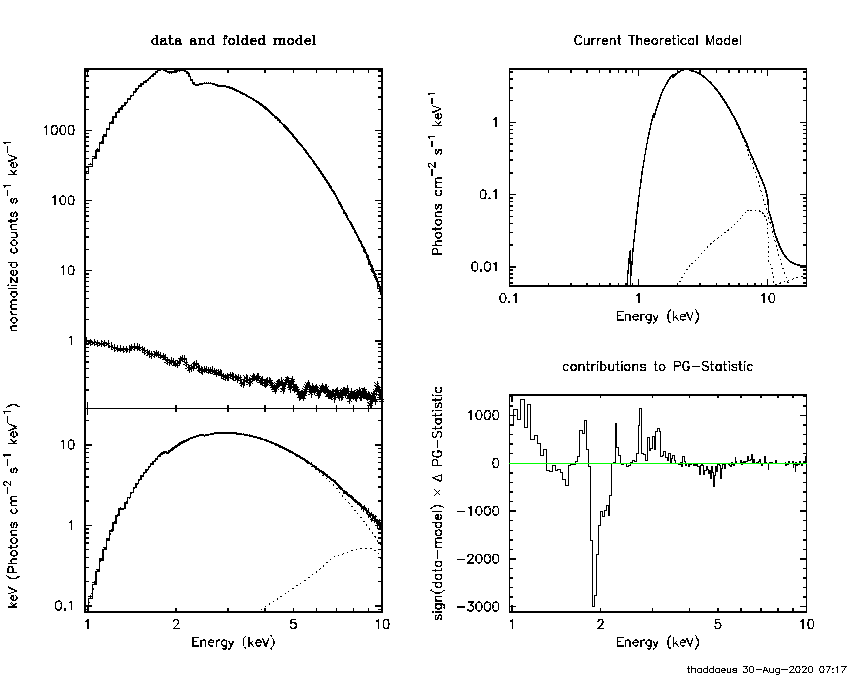 data and folded model
normalized counts s−1 keV−1
1000
100
10
1
keV (Photons cm−2 s−1 keV−1)
10
1
0.1
1 2 5 10
Energy (keV)
Current Theoretical Model
Photons cm−2 s−1 keV−1
1
0.1
0.01
0.1 1 10
Energy (keV)
contributions to PG−Statistic
sign(data−model) × Δ PG−Statistic
1000
0
−1000
−2000
−3000
1 2 5 10
Energy (keV)
thaddaeus 30−Aug−2020 07:17